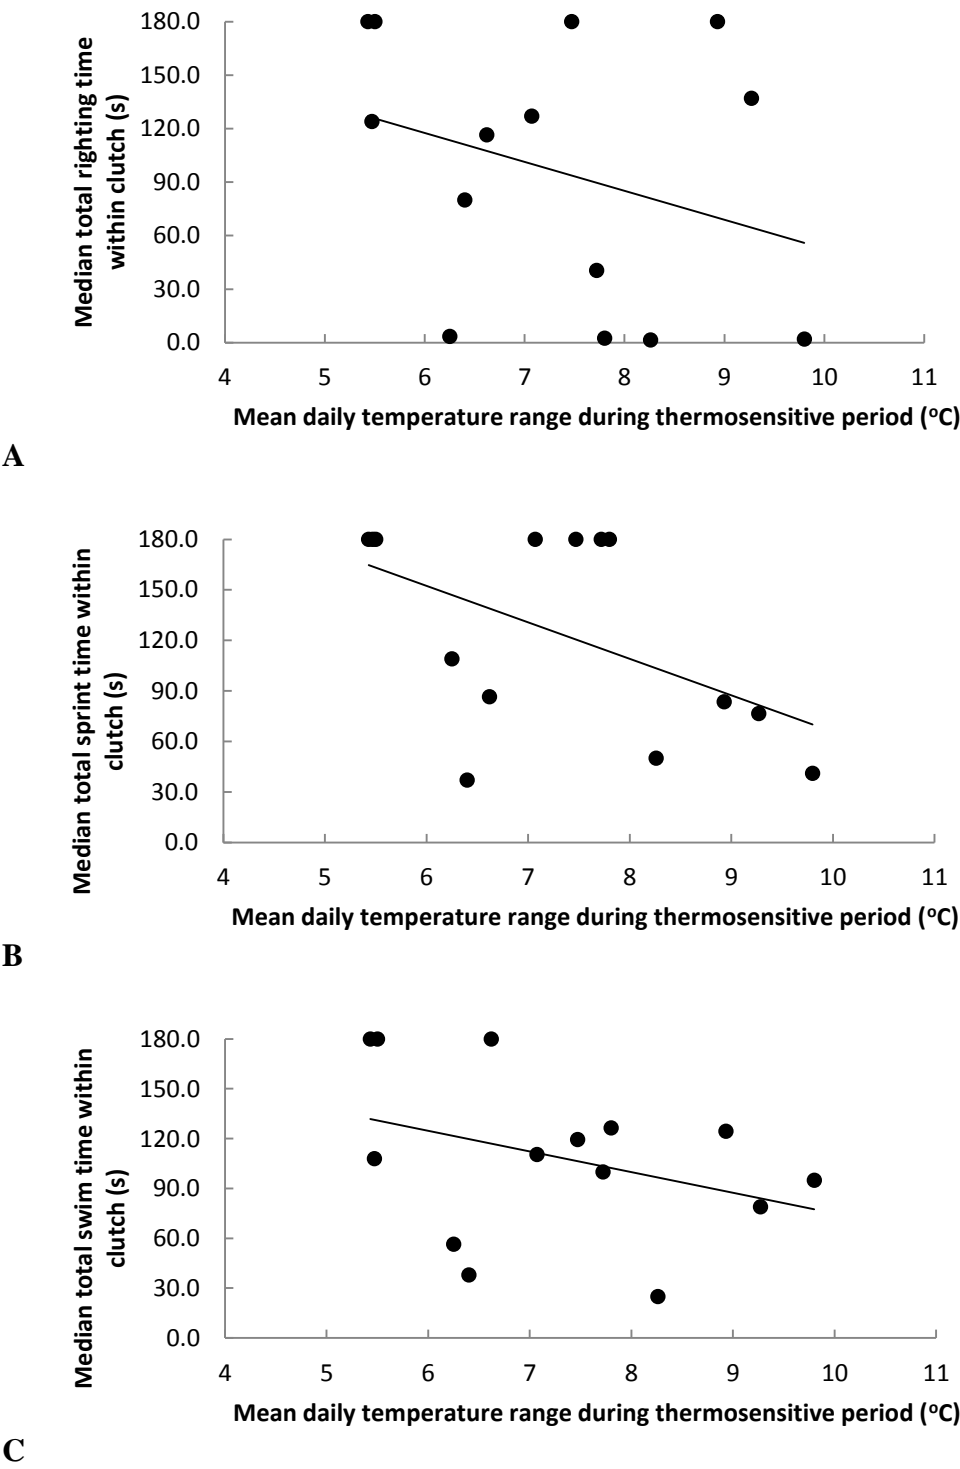 Median total righting time
within clutch (s)
180.0
150.0
120.0
90.0
60.0
30.0
0.0
4 5 6 7 8 9 10 11
Mean daily temperature range during thermosensitive period (ºC)
A
Median total sprint time within
clutch (s)
180.0
150.0
120.0
90.0
60.0
30.0
0.0
4 5 6 7 8 9 10 11
Mean daily temperature range during thermosensitive period (ºC)
B
Median total swim time within
clutch (s)
180.0
150.0
120.0
90.0
60.0
30.0
0.0
4 5 6 7 8 9 10 11
Mean daily temperature range during thermosensitive period (ºC)
C